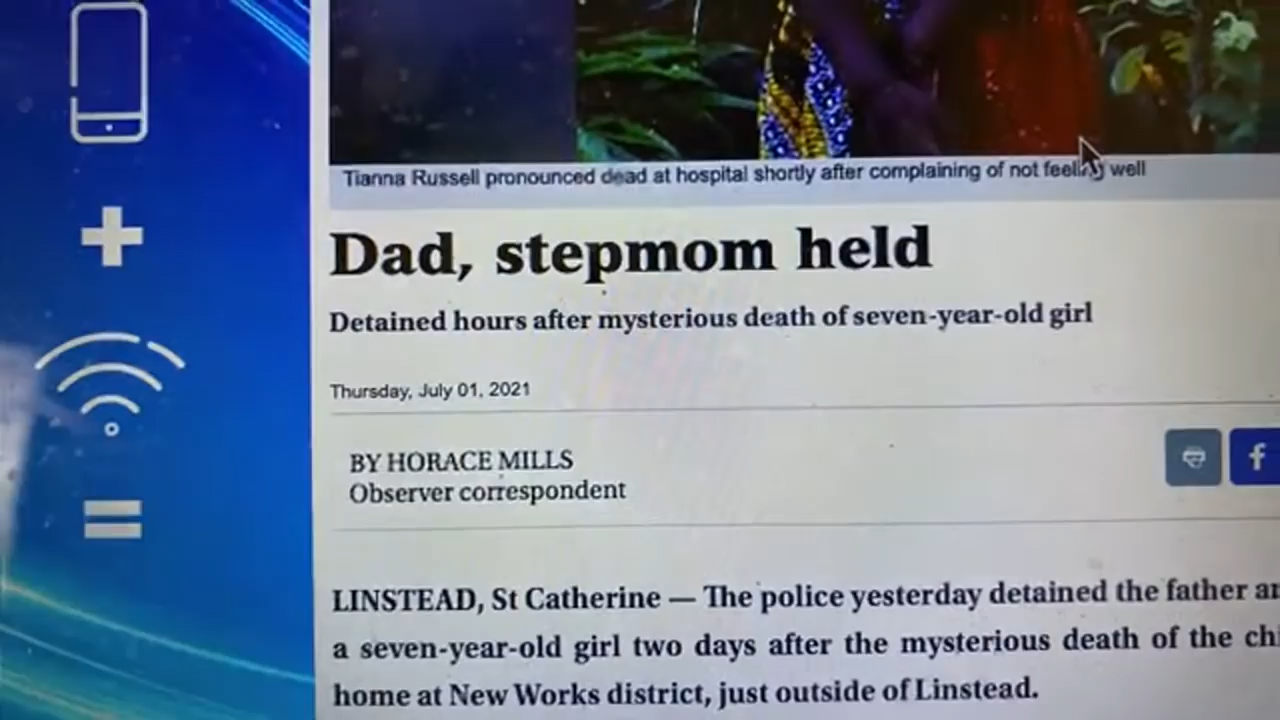 Tianna Russell pronounced dead at hospital shortly after complaining of not feeling well
Dad, stepmom held
Detained hours after mysterious death of seven-year-old girl
Thursday, July 01, 2021
BY HORACE MILLS
Observer correspondent
f
LINSTEAD, St Catherine — The police yesterday detained the father
a seven-year-old girl two days after the mysterious death of the
home at New Works district, just outside of Linstead.